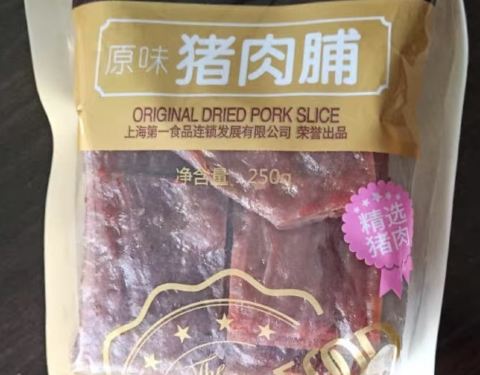 原味 猪肉脯
ORIGINAL DRIED PORK SLICE
上海第一食品连锁发展有限公司 荣誉出品
净含量：250g
精选
猪肉
The